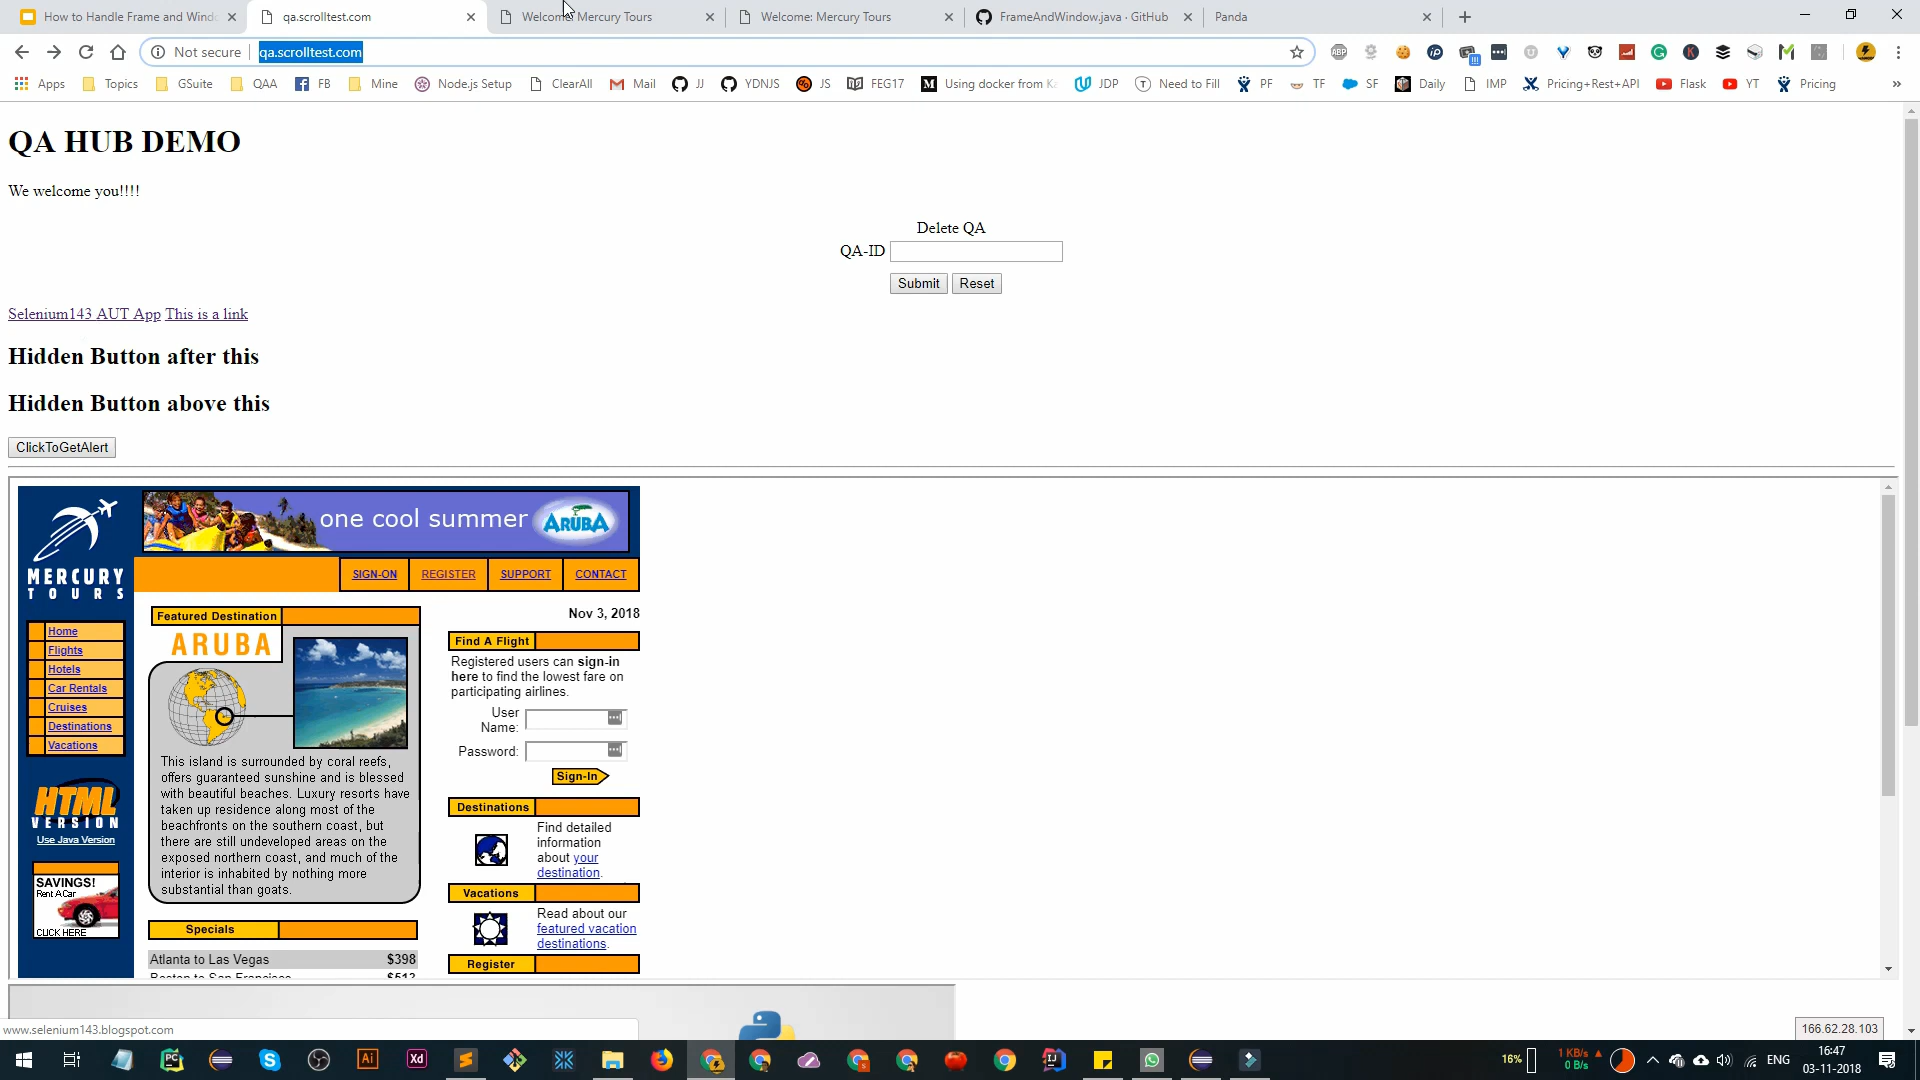 How to Handle Frame and Wind
qa.scrolltest.com
Welcome: Mercury Tours
Welcome: Mercury Tours
FrameAndWindow.java · GitHub
Panda
Not secure
qa.scrolltest.com
Apps
Topics
GSuite
QAA
FB
Mine
Node.js Setup
ClearAll
Mail
JJ
YDNJS
JS
FEG17
Using docker from
JDP
Need to Fill
PF
TF
SF
Daily
IMP
Pricing+Rest+API
Flask
YT
Pricing
QA HUB DEMO
We welcome you!!!!
Delete QA
QA-ID
Submit Reset
Selenium143 AUT App This is a link
Hidden Button after this
Hidden Button above this
ClickToGetAlert
one cool summer ARUBA
MERCURY
TOURS
SIGN-ON REGISTER SUPPORT CONTACT
Home
Flights
Hotels
Car Rentals
Cruises
Destinations
Vacations
HTML
VERSION
Use Java Version
SAVINGS!
Rent A Car
CLICK HERE
Featured Destination
ARUBA
This island is surrounded by coral reefs,
offers guaranteed sunshine and is blessed
with beautiful beaches. Luxury resorts have
taken up residence along most of the
beachfronts on the southern coast, but
there are still undeveloped areas on the
exposed northern coast, and much of the
interior is inhabited by nothing more
substantial than goats.
Specials
Atlanta to Las Vegas $398
Boston to San Francisco $513
Nov 3, 2018
Find A Flight
Registered users can sign-in
here to find the lowest fare on
participating airlines.
User
Name:
Password:
Sign-In
Destinations
Find detailed
information
about your
destination.
Vacations
Read about our
featured vacation
destinations.
Register
www.selenium143.blogspot.com
166.62.28.103
16%
1 KB/s
0 B/s
ENG
16:47
03-11-2018